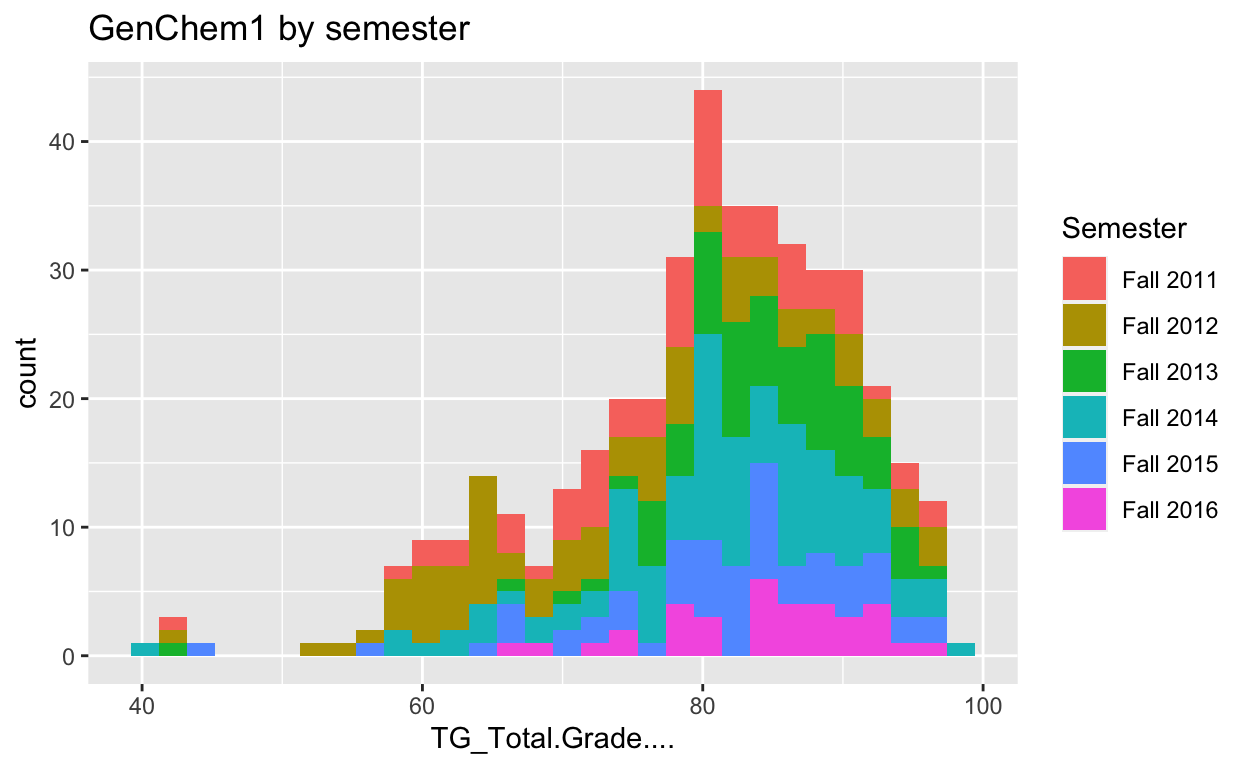 GenChem1 by semester
40
30
20
10
0
count
40 60 80 100
TG_Total.Grade....
Semester
Fall 2011
Fall 2012
Fall 2013
Fall 2014
Fall 2015
Fall 2016